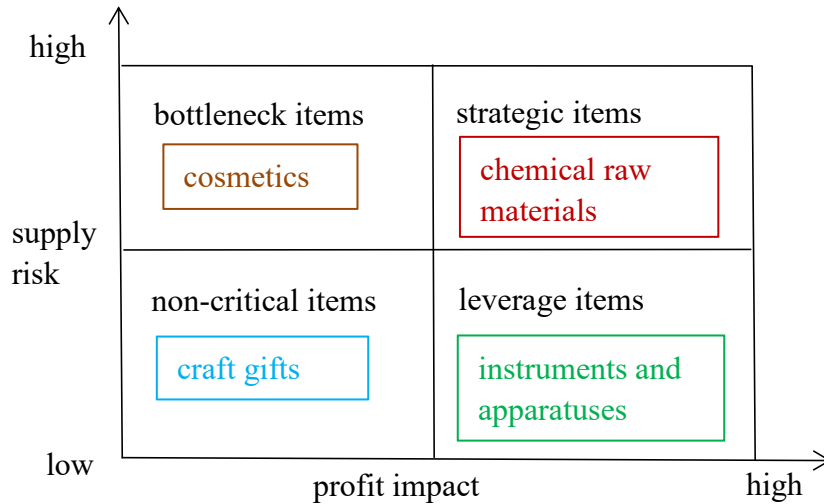 high
bottleneck items
strategic items
cosmetics
chemical raw
materials
supply
risk
non-critical items
leverage items
craft gifts
instruments and
apparatuses
low
profit impact
high